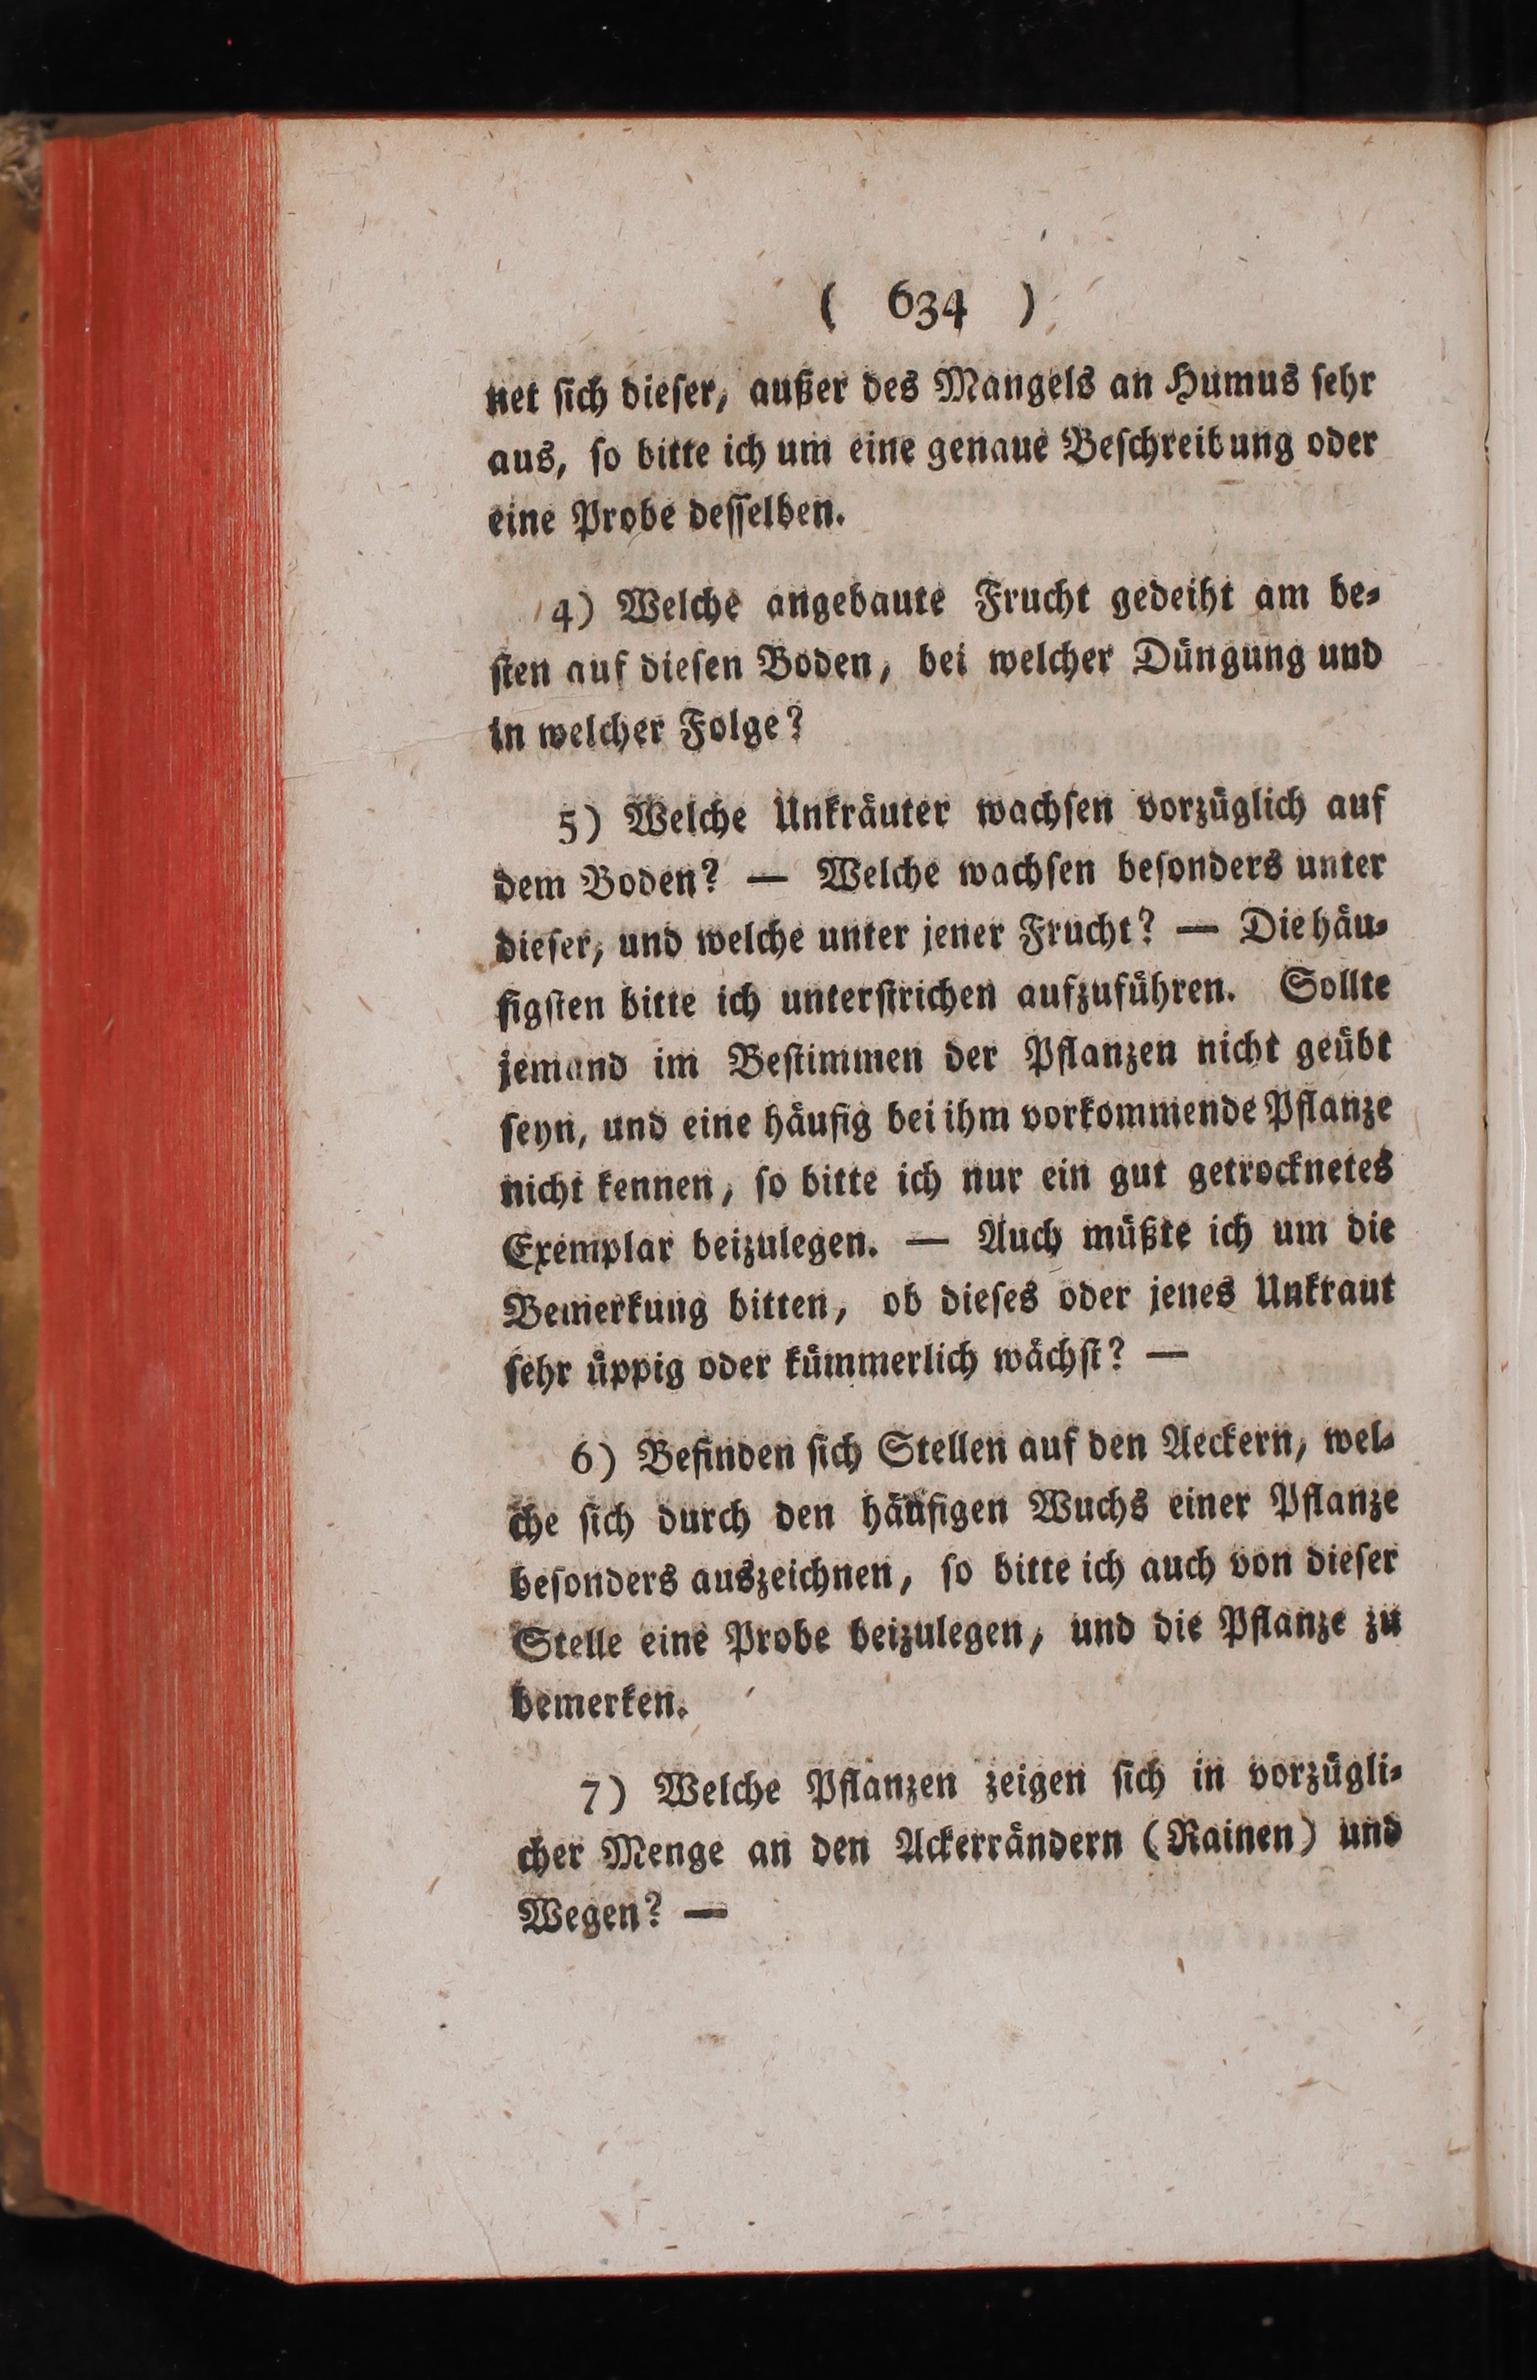 ( 634 )
net ſich dieſer, außer des Mangels an Humus ſehr
aus, ſo bitte ich um eine genaue Beſchreibung oder
eine Probe deſſelben.
4) Welche angebaute Frucht gedeiht am be⸗
ſten auf dieſen Boden, bei welcher Düngung und
in welcher Folge?
5) Welche Unkräuter wachſen vorzüglich auf
dem Boden? — Welche wachſen beſonders unter
dieſer, und welche unter jener Frucht? — Die häu⸗
figſten bitte ich unterſtrichen aufzuführen. Sollte
jemand im Beſtimmen der Pflanzen nicht geübt
ſeyn, und eine häufig bei ihm vorkommende Pflanze
nicht kennen, ſo bitte ich nur ein gut getrocknetes
Exemplar beizulegen. — Auch müßte ich um die
Bemerkung bitten, ob dieſes oder jenes Unkraut
ſehr üppig oder kümmerlich wächſt? —
6) Befinden ſich Stellen auf den Aeckern, wel⸗
che ſich durch den häufigen Wuchs einer Pflanze
beſonders auszeichnen, ſo bitte ich auch von dieſer
Stelle eine Probe beizulegen, und die Pflanze zu
bemerken.
7) Welche Pflanzen zeigen ſich in vorzügli⸗
cher Menge an den Ackerrändern (Rainen) und
Wegen? —